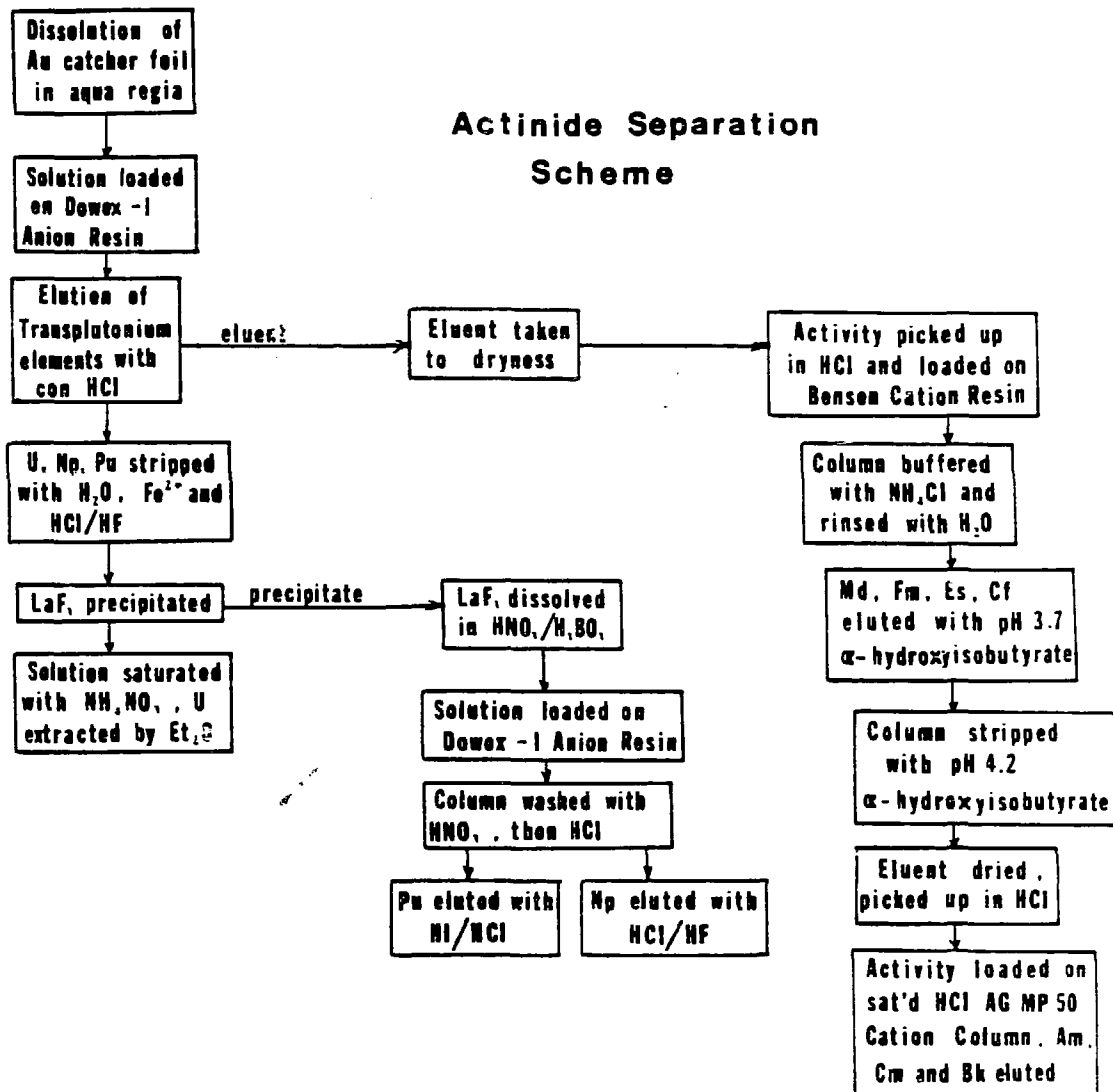 Dissolution of
Au catcher foil
in aqua regia
Actinide Separation
Scheme
Solution loaded
on Dowex-1
Anion Resin
Elution of
Transplutonium
elements with
con HCl
eluent
Eluent taken
to dryness
Activity picked up
in HCl and loaded on
Benson Cation Resin
U, Np, Pu stripped
with H₂O, Fe²⁺ and
HCl/HF
Column buffered
with NH₄Cl and
rinsed with H₂O
LaF₃ precipitated
precipitate
LaF₃ dissolved
in HNO₃/H₃BO₃
Md, Fm, Es, Cf
eluted with pH 3.7
α-hydroxyisobutyrate
Solution saturated
with NH₄NO₃, U
extracted by Et₂O
Solution loaded on
Dowex-1 Anion Resin
Column stripped
with pH 4.2
α-hydroxyisobutyrate
Column washed with
HNO₃, then HCl
Pu eluted with
HI/HCl
Np eluted with
HCl/HF
Eluent dried,
picked up in HCl
Activity loaded on
sat'd HCl AG MP 50
Cation Column. Am,
Cm and Bk eluted